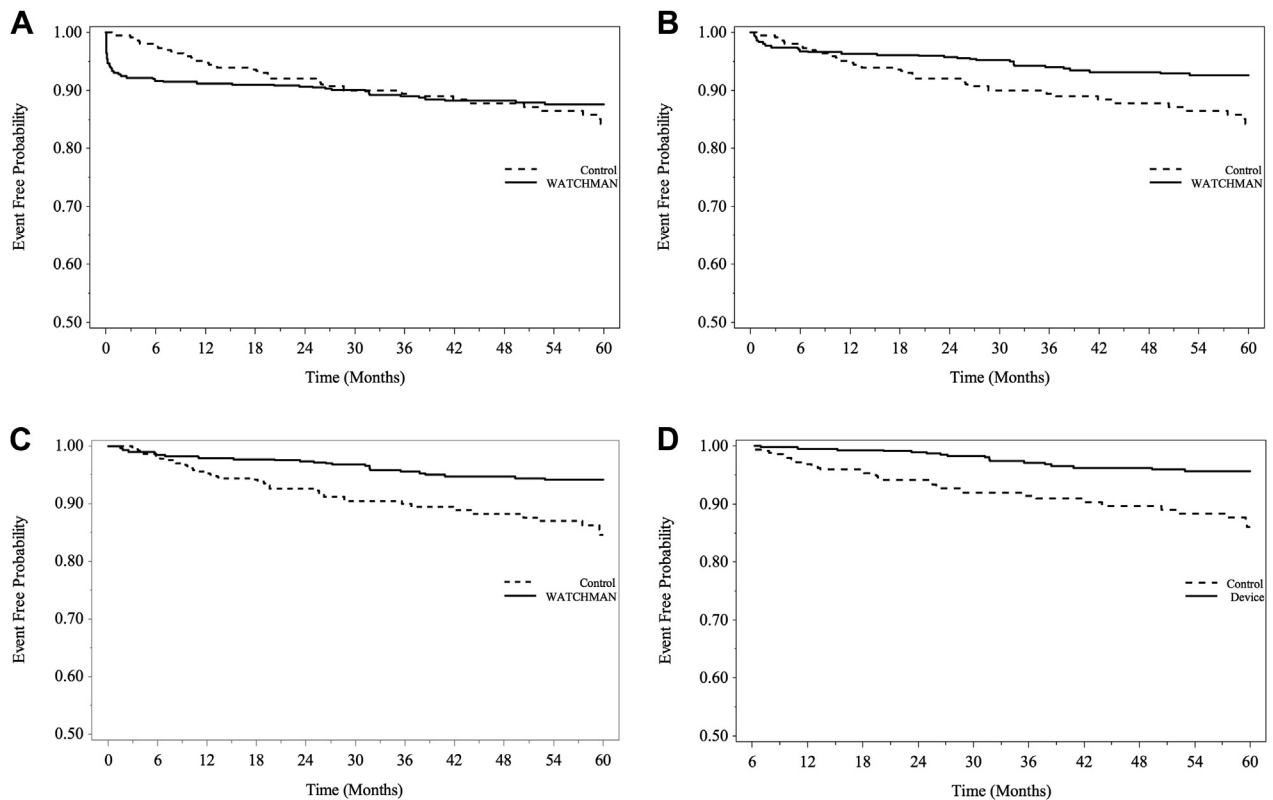 A
1.00
0.90
0.80
0.70
0.60
0.50
Event Free Probability
Control
WATCHMAN
0 6 12 18 24 30 36 42 48 54 60
Time (Months)
B
1.00
0.90
0.80
0.70
0.60
0.50
Event Free Probability
Control
WATCHMAN
0 6 12 18 24 30 36 42 48 54 60
Time (Months)
C
1.00
0.90
0.80
0.70
0.60
0.50
Event Free Probability
Control
WATCHMAN
0 6 12 18 24 30 36 42 48 54 60
Time (Months)
D
1.00
0.90
0.80
0.70
0.60
0.50
Event Free Probability
Control
Device
6 12 18 24 30 36 42 48 54 60
Time (Months)